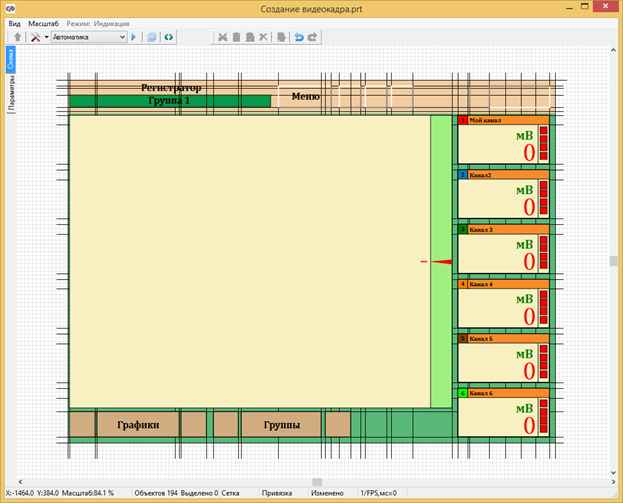 Создание видеокадра.prt
Вид Масштаб Режим: Индикация
Автоматика
Схема
Параметры
Регистратор
Группа 1
Меню
1 Мой канал
мВ
0
2 Канал2
мВ
0
3 Канал 3
мВ
0
4 Канал 4
мВ
0
5 Канал 5
мВ
0
6 Канал 6
мВ
0
Графики
Группы
X:-1464.0 Y:384.0 Масштаб:84.1 % Объектов 194 Выделено 0 Сетка Привязка Изменено 1/FPS,мс=0